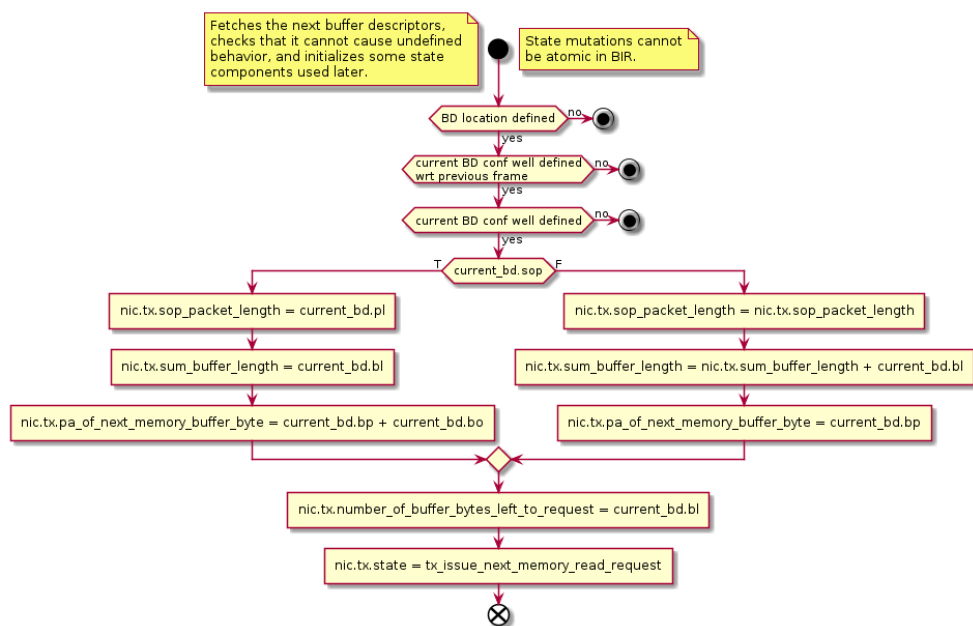 Fetches the next buffer descriptors,
checks that it cannot cause undefined
behavior, and initializes some state
components used later.
State mutations cannot
be atomic in BIR.
BD location defined
no
yes
current BD conf well defined
wrt previous frame
no
yes
current BD conf well defined
no
yes
T
current_bd.sop
F
nic.tx.sop_packet_length = current_bd.pl
nic.tx.sop_packet_length = nic.tx.sop_packet_length
nic.tx.sum_buffer_length = current_bd.bl
nic.tx.sum_buffer_length = nic.tx.sum_buffer_length + current_bd.bl
nic.tx.pa_of_next_memory_buffer_byte = current_bd.bp + current_bd.bo
nic.tx.pa_of_next_memory_buffer_byte = current_bd.bp
nic.tx.number_of_buffer_bytes_left_to_request = current_bd.bl
nic.tx.state = tx_issue_next_memory_read_request